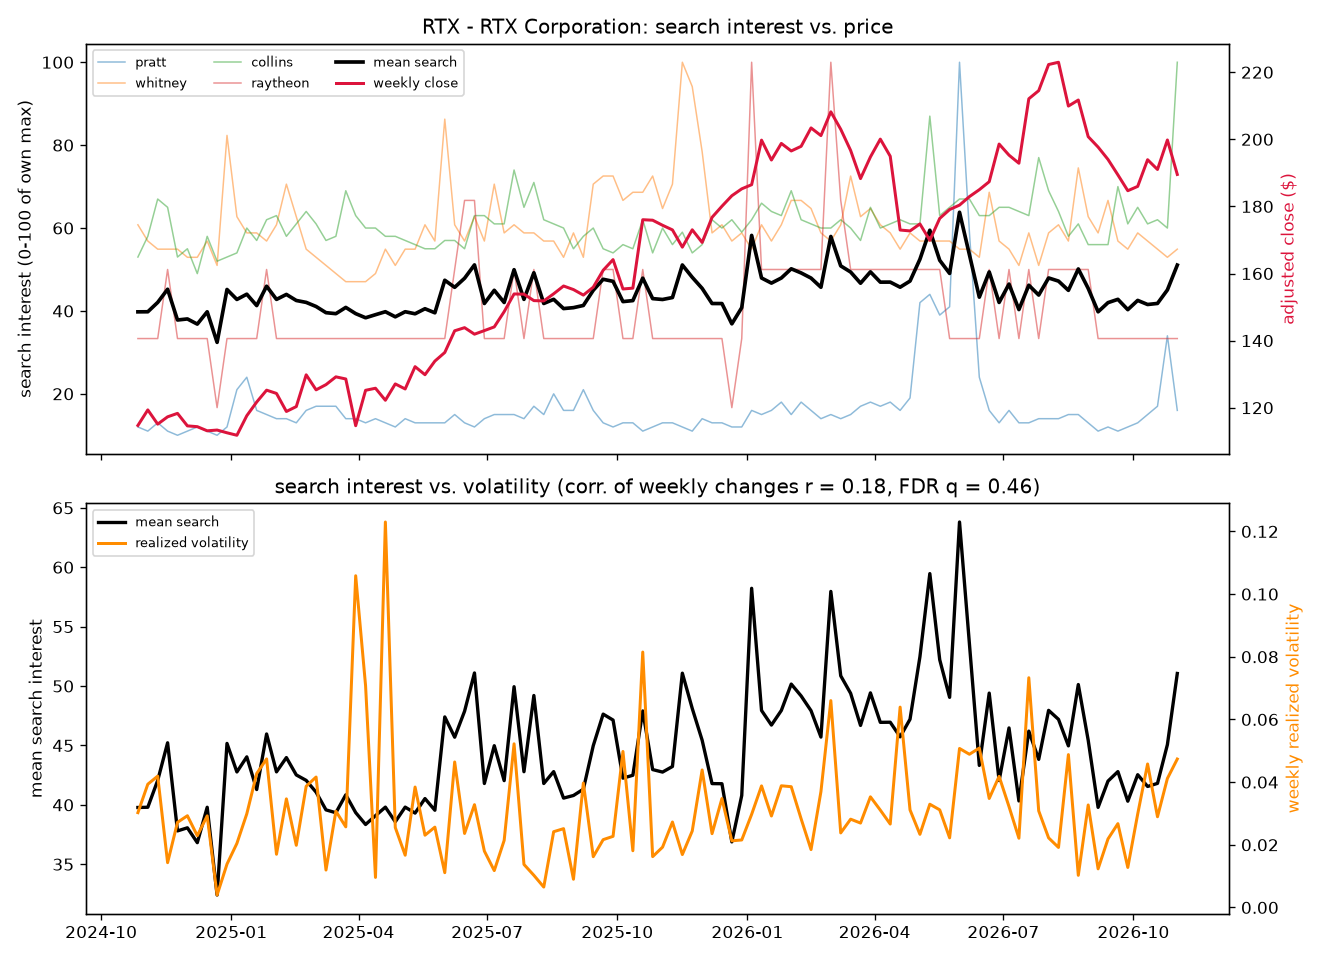 RTX - RTX Corporation: search interest vs. price
pratt
whitney
collins
raytheon
mean search
weekly close
100
80
60
40
20
search interest (0-100 of own max)
220
200
180
160
140
120
adjusted close ($)
search interest vs. volatility (corr. of weekly changes r = 0.18, FDR q = 0.46)
mean search
realized volatility
65
60
55
50
45
40
35
mean search interest
0.12
0.10
0.08
0.06
0.04
0.02
0.00
weekly realized volatility
2024-10
2025-01
2025-04
2025-07
2025-10
2026-01
2026-04
2026-07
2026-10